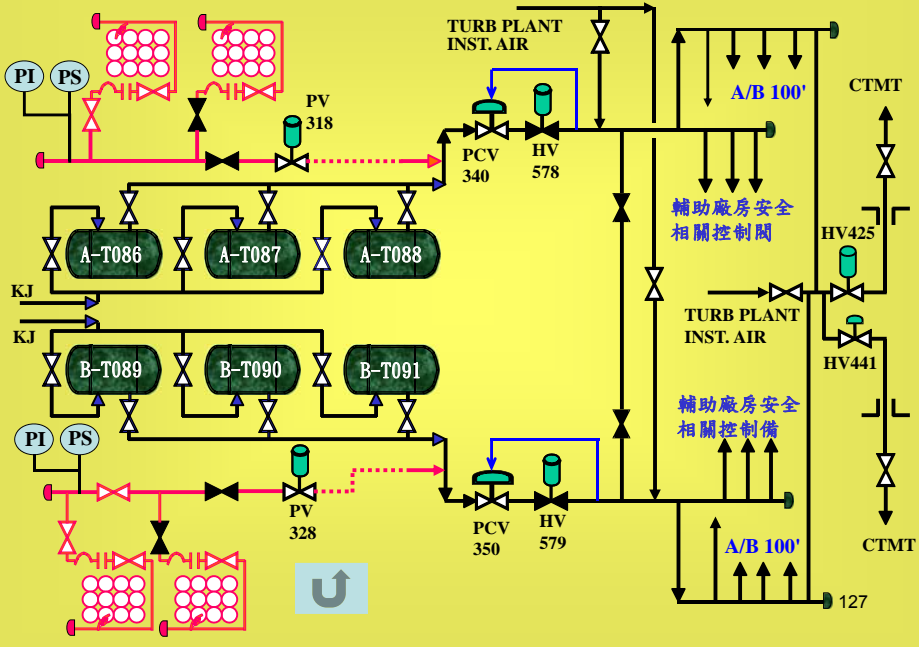 TURB PLANT
INST. AIR
PI
PS
PV
318
PCV
340
HV
578
A/B 100'
CTMT
輔助廠房安全
相關控制閥
A-T086
A-T087
A-T088
HV425
KJ
KJ
TURB PLANT
INST. AIR
HV441
B-T089
B-T090
B-T091
輔助廠房安全
相關控制備
PI
PS
PV
328
PCV
350
HV
579
A/B 100'
CTMT
127